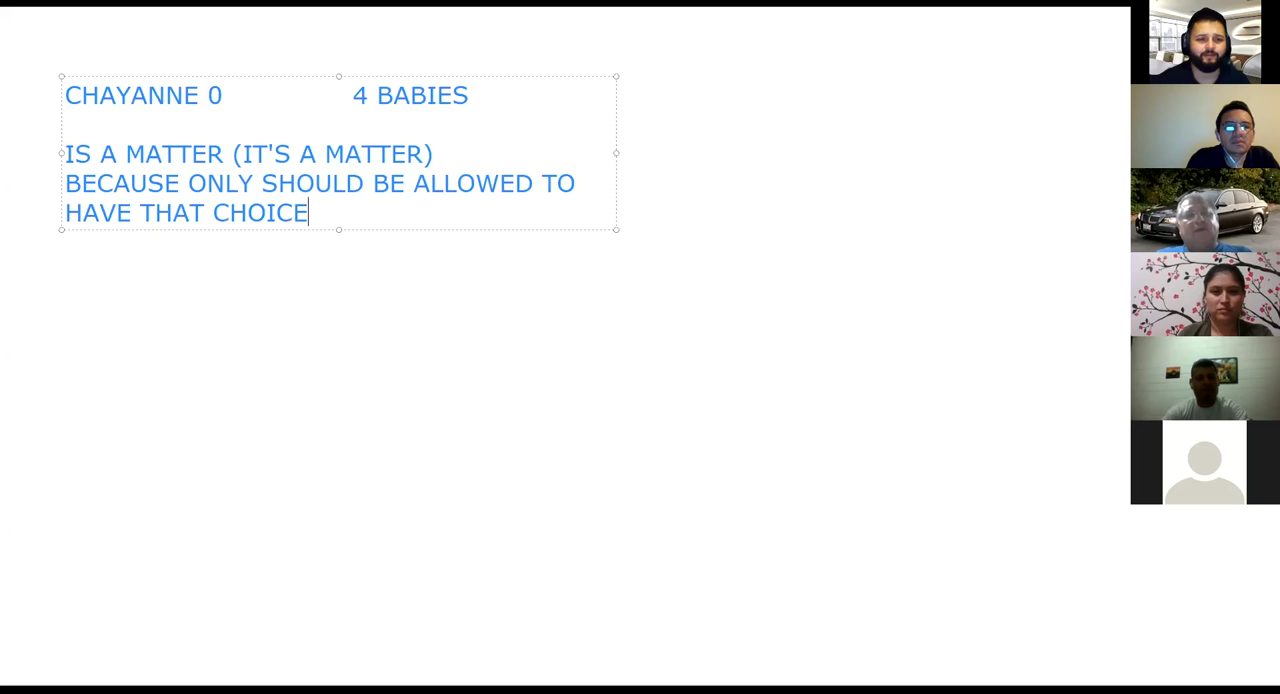 CHAYANNE 0 4 BABIES
IS A MATTER (IT'S A MATTER)
BECAUSE ONLY SHOULD BE ALLOWED TO
HAVE THAT CHOICE